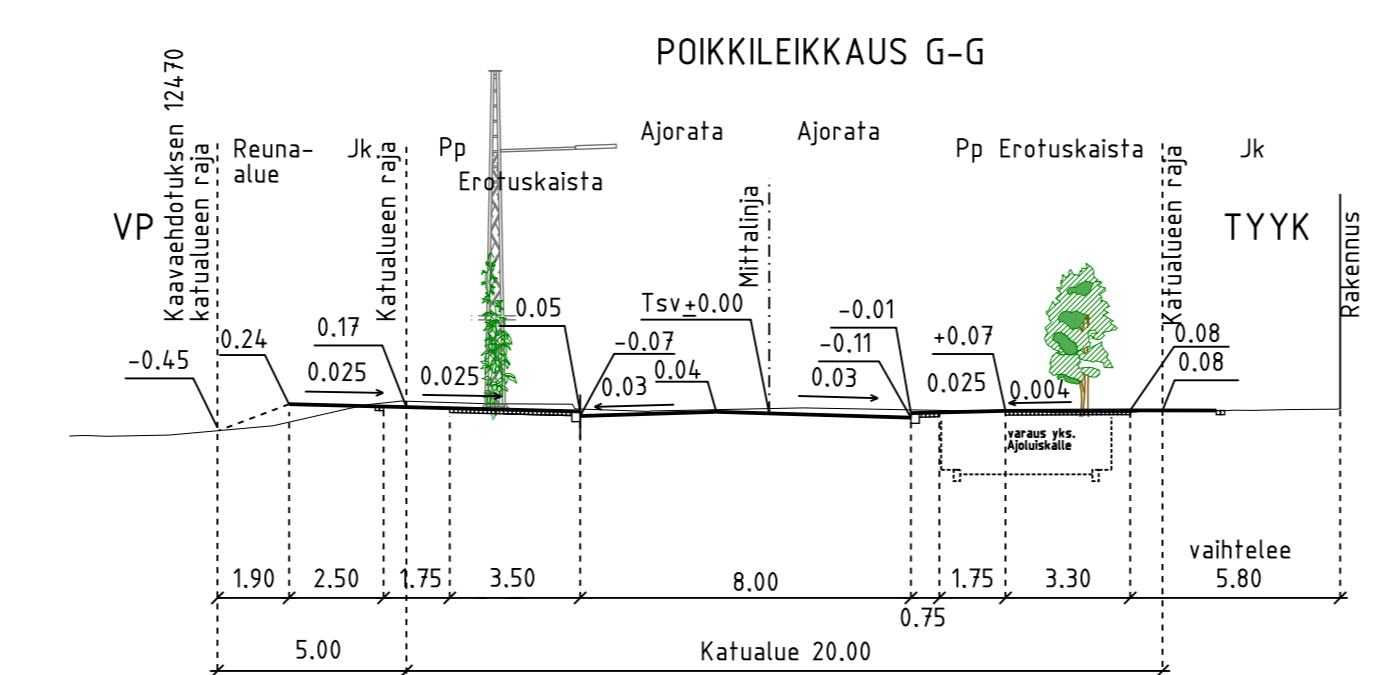 POIKKILEIKKAUS G-G
Kaavaehdotuksen 12470
katualueen raja
Reuna-
alue
Jk
Katualueen raja
Pp
Erotuskaista
Ajorata
Ajorata
Mittalinja
Pp Erotuskaista
Katualueen raja
Jk
VP
TYYK
Rakennus
-0.45
0.24
0.17
0.025
0.025
0.05
-0.07
0.03
0.04
Tsv±0.00
-0.01
-0.11
0.03
+0.07
0.025
0.004
0.08
0.08
varaus yks.
Ajoluiskalle
vaihtelee
1.90 2.50 1.75 3.50 8.00 1.75 3.30 5.80
0.75
5.00 Katualue 20.00